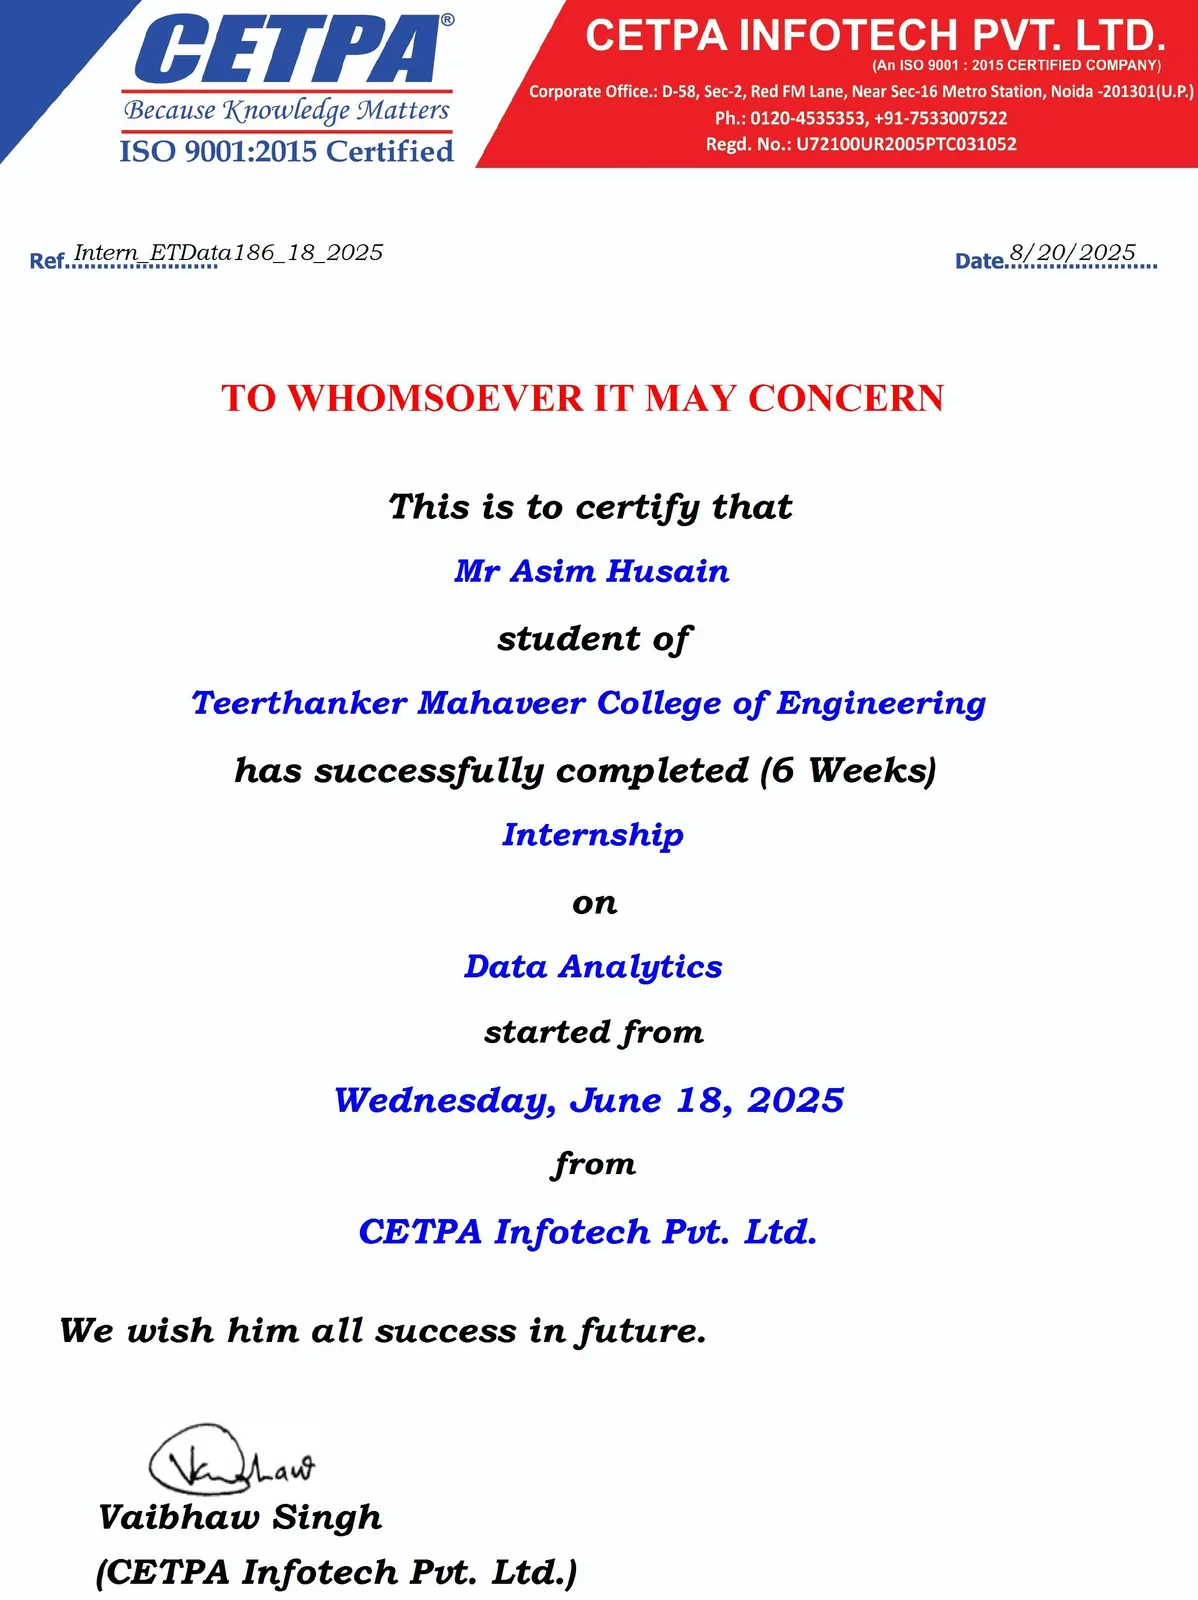 CETPA®
Because Knowledge Matters
ISO 9001:2015 Certified
CETPA INFOTECH PVT. LTD.
(An ISO 9001 : 2015 CERTIFIED COMPANY)
Corporate Office.: D-58, Sec-2, Red FM Lane, Near Sec-16 Metro Station, Noida -201301(U.P.)
Ph.: 0120-4535353, +91-7533007522
Regd. No.: U72100UR2005PTC031052
Ref. Intern_ETData186_18_2025
Date. 8/20/2025
TO WHOMSOEVER IT MAY CONCERN
This is to certify that
Mr Asim Husain
student of
Teerthanker Mahaveer College of Engineering
has successfully completed (6 Weeks)
Internship
on
Data Analytics
started from
Wednesday, June 18, 2025
from
CETPA Infotech Pvt. Ltd.
We wish him all success in future.
Vaibhaw Singh
(CETPA Infotech Pvt. Ltd.)